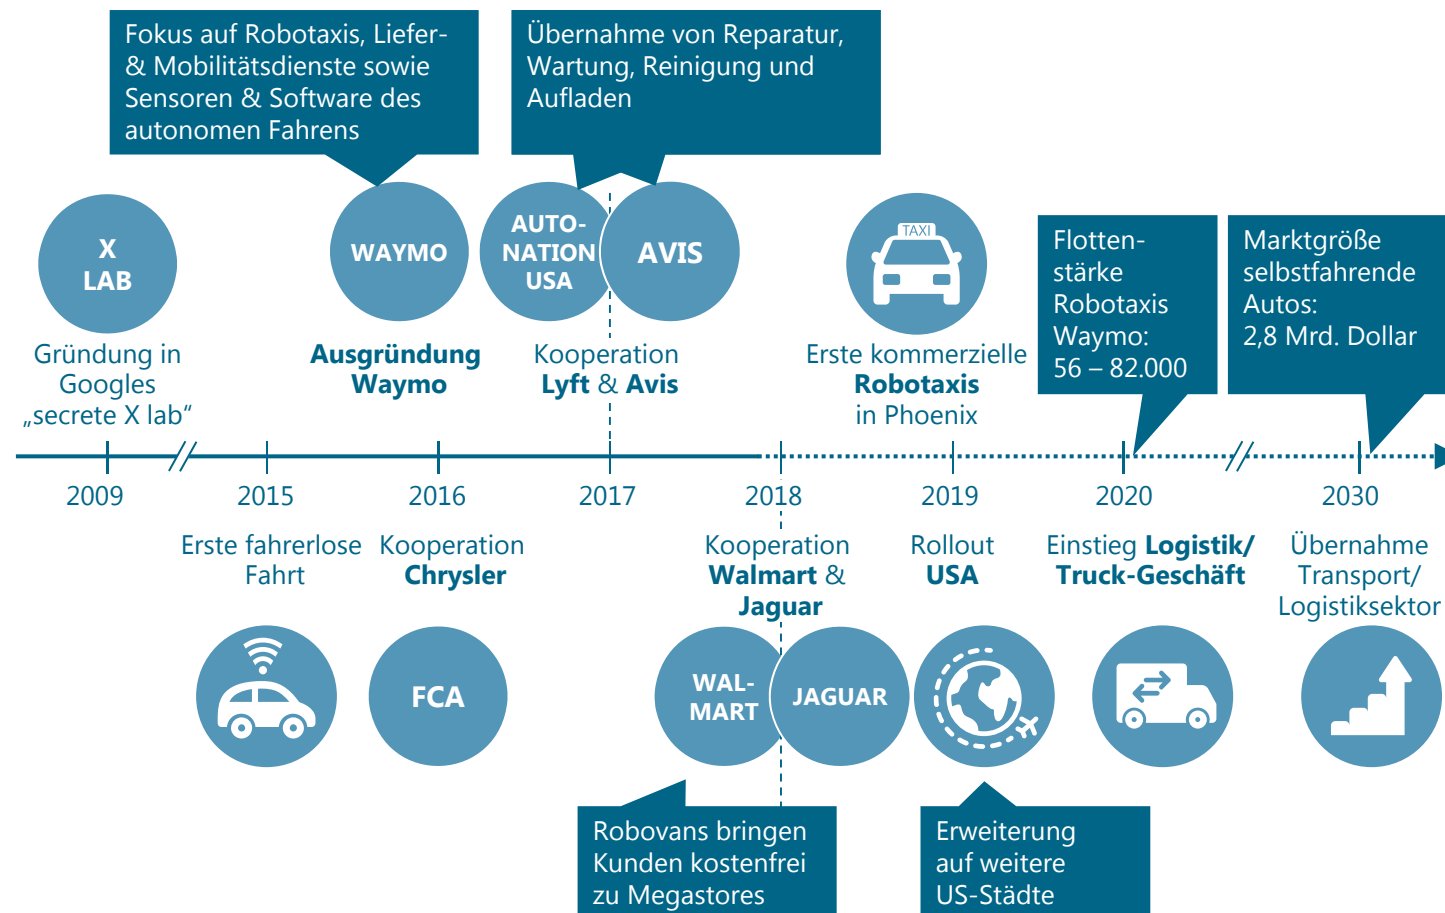 Fokus auf Robotaxis, Liefer-
& Mobilitätsdienste sowie
Sensoren & Software des
autonomen Fahrens
Übernahme von Reparatur,
Wartung, Reinigung und
Aufladen
X
LAB
WAYMO
AUTO-
NATION
USA
AVIS
TAXI
Flotten-
stärke
Robotaxis
Waymo:
56 – 82.000
Marktgröße
selbstfahrende
Autos:
2,8 Mrd. Dollar
Gründung in
Googles
„secrete X lab“
Ausgründung
Waymo
Kooperation
Lyft & Avis
Erste kommerzielle
Robotaxis
in Phoenix
2009
2015
2016
2017
2018
2019
2020
2030
Erste fahrerlose
Fahrt
Kooperation
Chrysler
Kooperation
Walmart &
Jaguar
Rollout
USA
Einstieg Logistik/
Truck-Geschäft
Übernahme
Transport/
Logistiksektor
FCA
WAL-
MART
JAGUAR
Robovans bringen
Kunden kostenfrei
zu Megastores
Erweiterung
auf weitere
US-Städte